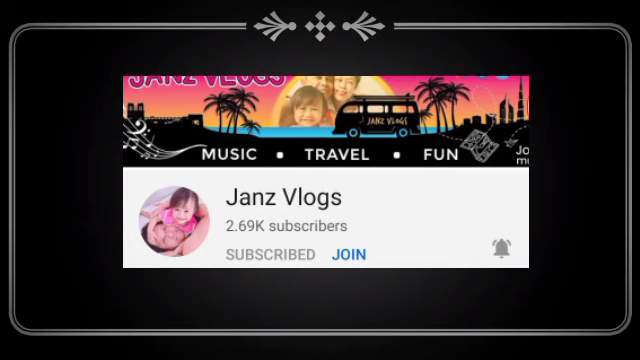 JANZ VLOGS
JANZ VLOGS
MUSIC • TRAVEL • FUN
Janz Vlogs
2.69K subscribers
SUBSCRIBED JOIN